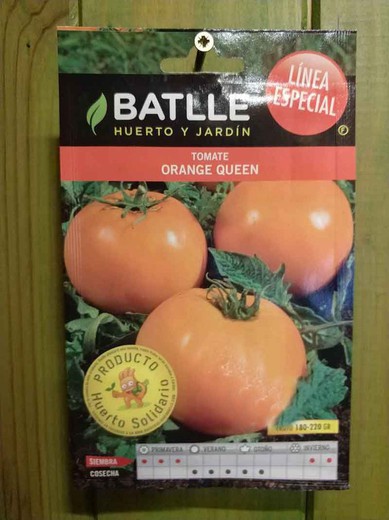 LÍNEA
ESPECIAL
BATLLE
HUERTO Y JARDÍN
TOMATE
ORANGE QUEEN
PRODUCTO
Huerto Solidario
180-220 GR
PRIMAVERA VERANO OTOÑO INVIERNO
SIEMBRA
COSECHA